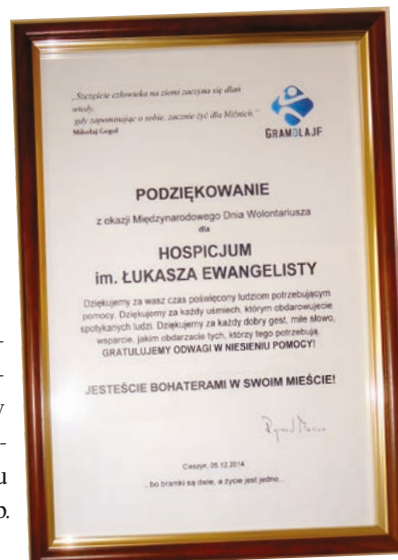 „Szczęście człowieka na ziemi zaczyna się dlań
wtedy,
gdy zapominając o sobie, zacznie żyć dla bliźnich.”
Mikołaj Gogol
GRAMOLAJF
PODZIĘKOWANIE
z okazji Międzynarodowego Dnia Wolontariusza
dla
HOSPICJUM
im. ŁUKASZA EWANGELISTY
Dziękujemy za wasz czas poświęcony ludziom potrzebującym
pomocy. Dziękujemy za każdy uśmiech, którym obdarowujecie
spotykanych ludzi. Dziękujemy za każdy dobry gest, miłe słowo,
wsparcie, jakim obdarzacie tych, którzy tego potrzebują.
GRATULUJEMY ODWAGI W NIESIENIU POMOCY!
JESTEŚCIE BOHATERAMI W SWOIM MIEŚCIE!
Cieszyn, 05.12.2014
...bo bramki są dwie, a życie jest jedno...